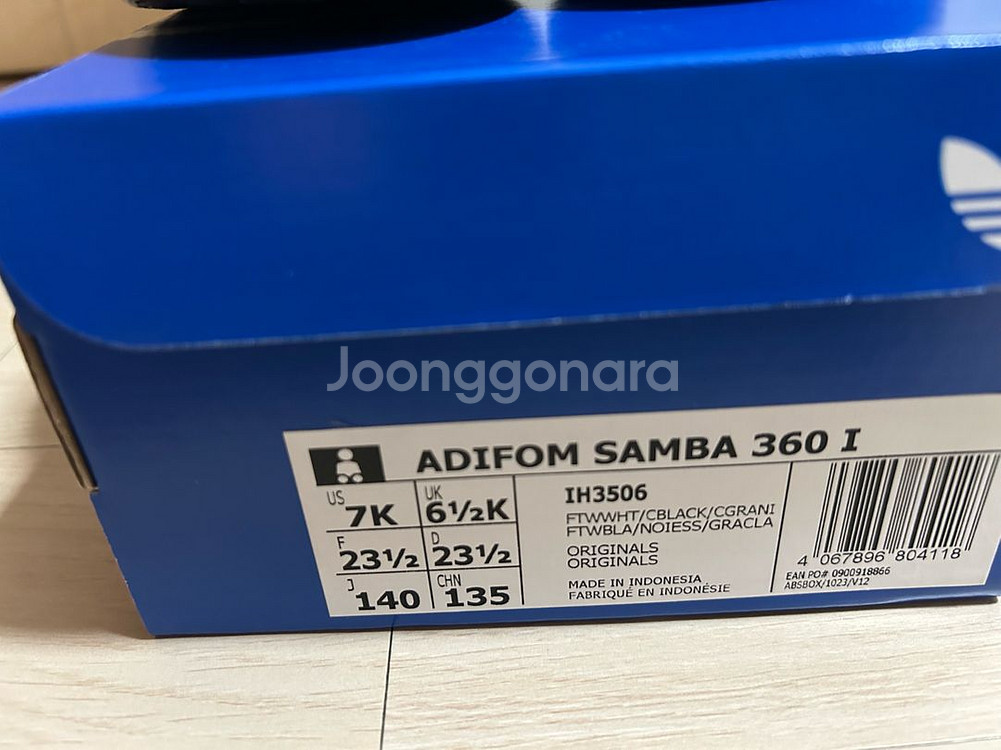 Joonggonara
ADIFOM SAMBA 360 I
US 7K
UK 6½K
F 23½
D 23½
J 140
CHN 135
IH3506
FTWWHT/CBLACK/CGRANI
FTWBLA/NOIESS/GRACLA
ORIGINALS
ORIGINALS
MADE IN INDONESIA
FABRIQUÉ EN INDONÉSIE
4 067896 804118
EAN PO# 0900918866
ABSBOX/1023/V12